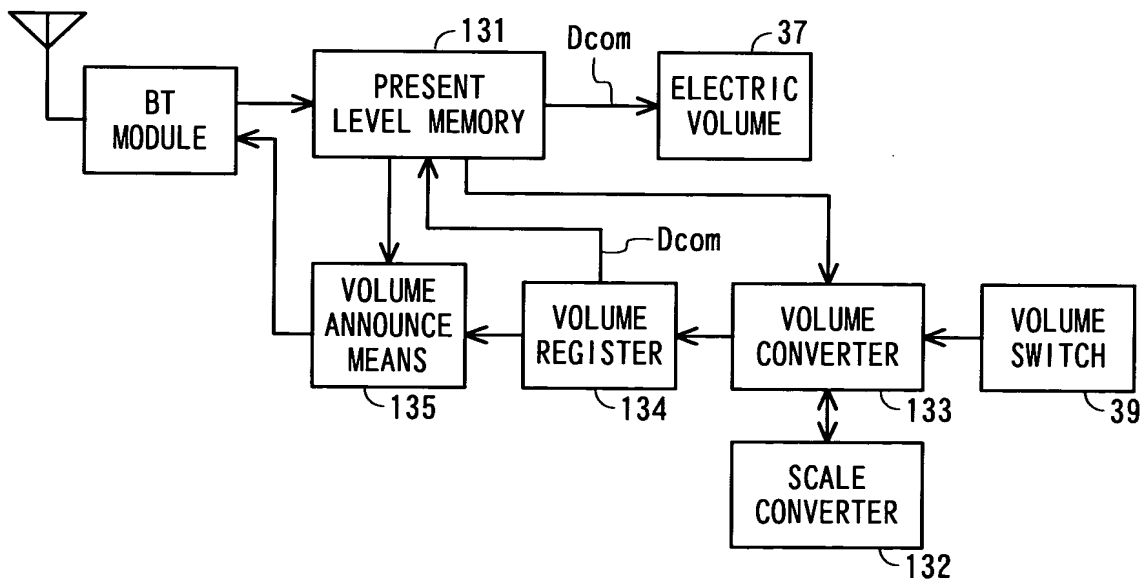 131
Dcom
37
BT
MODULE
PRESENT
LEVEL MEMORY
ELECTRIC
VOLUME
Dcom
VOLUME
ANNOUNCE
MEANS
VOLUME
REGISTER
VOLUME
CONVERTER
VOLUME
SWITCH
135
134
133
39
SCALE
CONVERTER
132